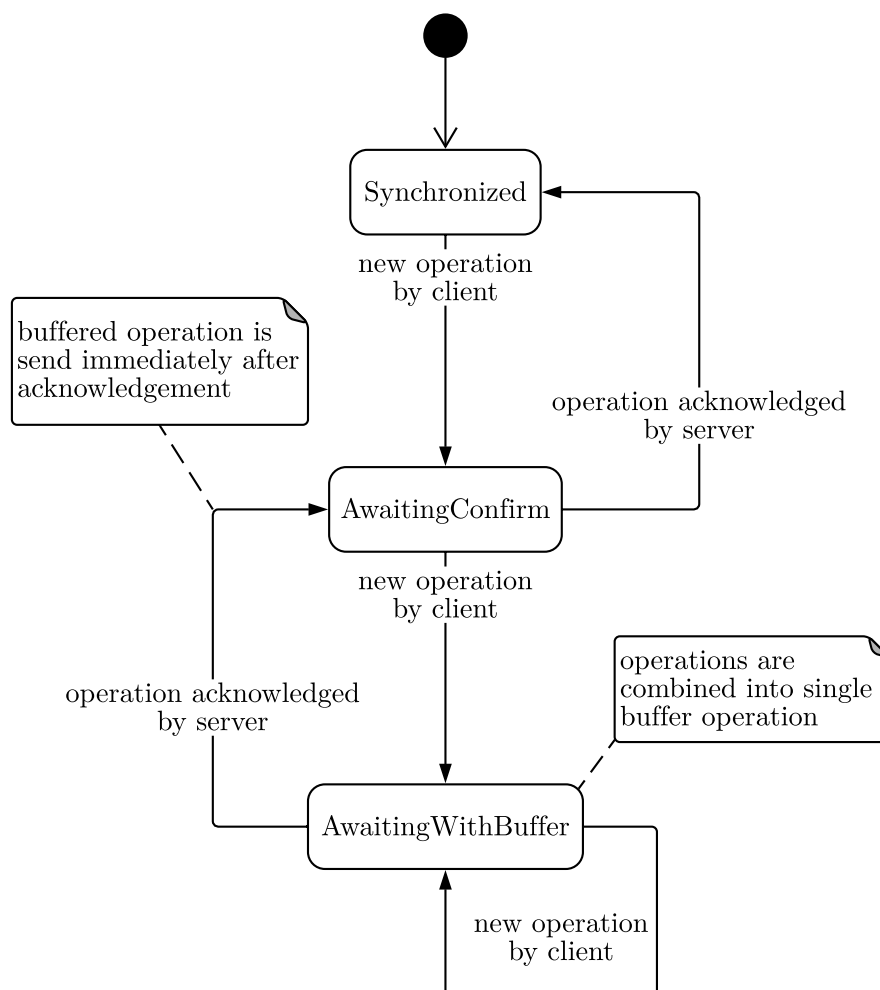 Synchronized
new operation
by client
buffered operation is
send immediately after
acknowledgement
operation acknowledged
by server
AwaitingConfirm
new operation
by client
operations are
combined into single
buffer operation
operation acknowledged
by server
AwaitingWithBuffer
new operation
by client